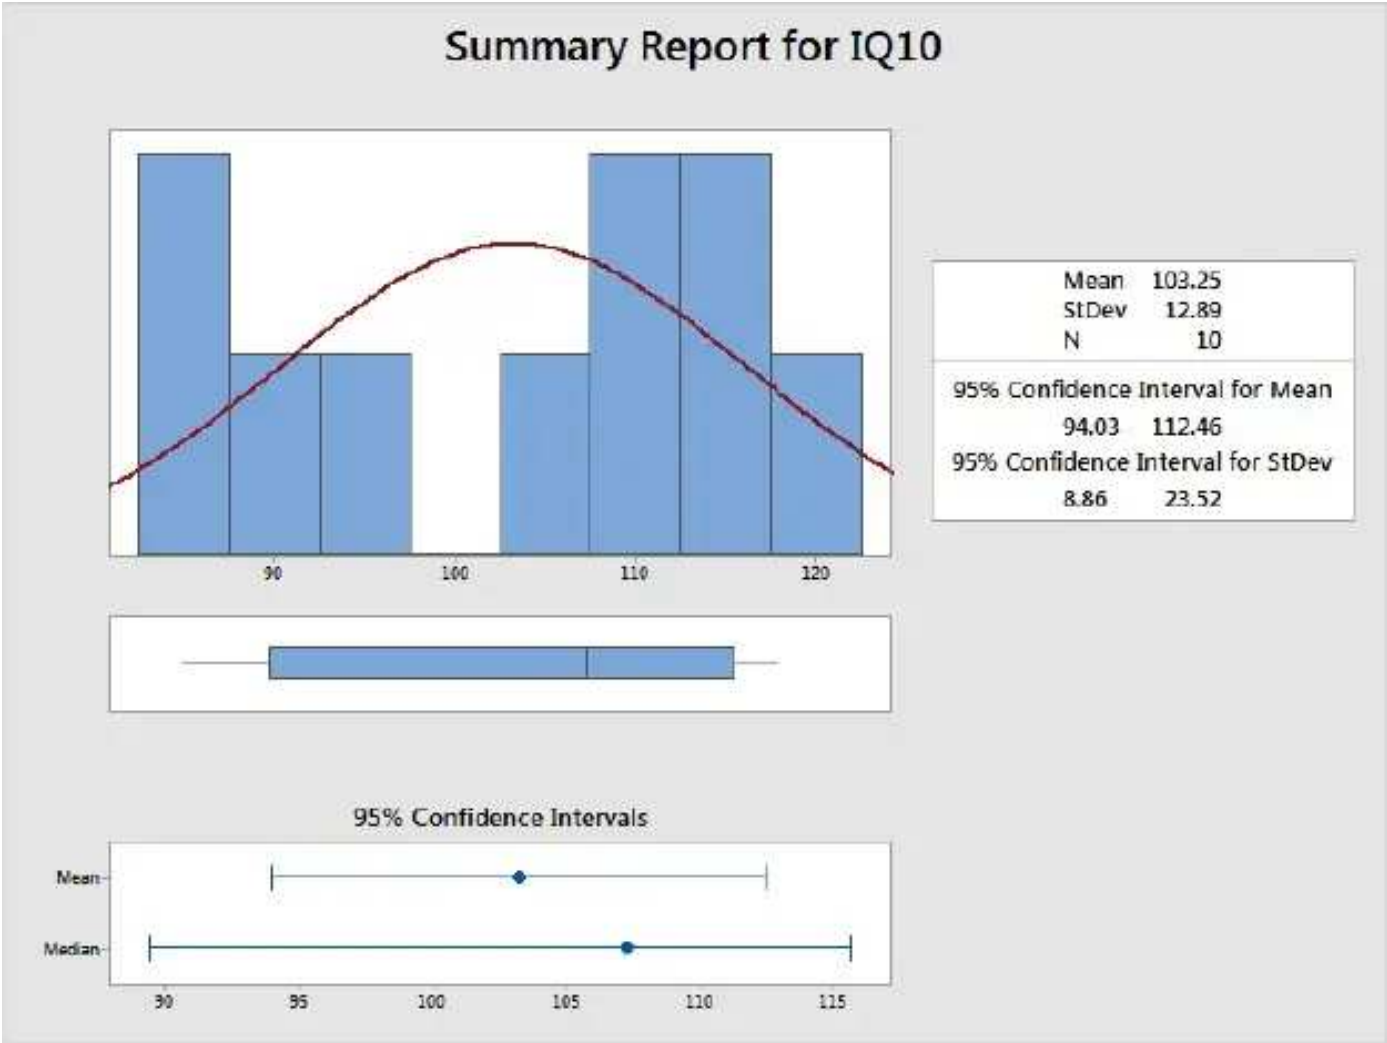 Summary Report for IQ10
90 100 110 120
Mean 103.25
StDev 12.89
N 10
95% Confidence Interval for Mean
94.03 112.46
95% Confidence Interval for StDev
8.86 23.52
95% Confidence Intervals
Mean
Median
90 95 100 105 110 115